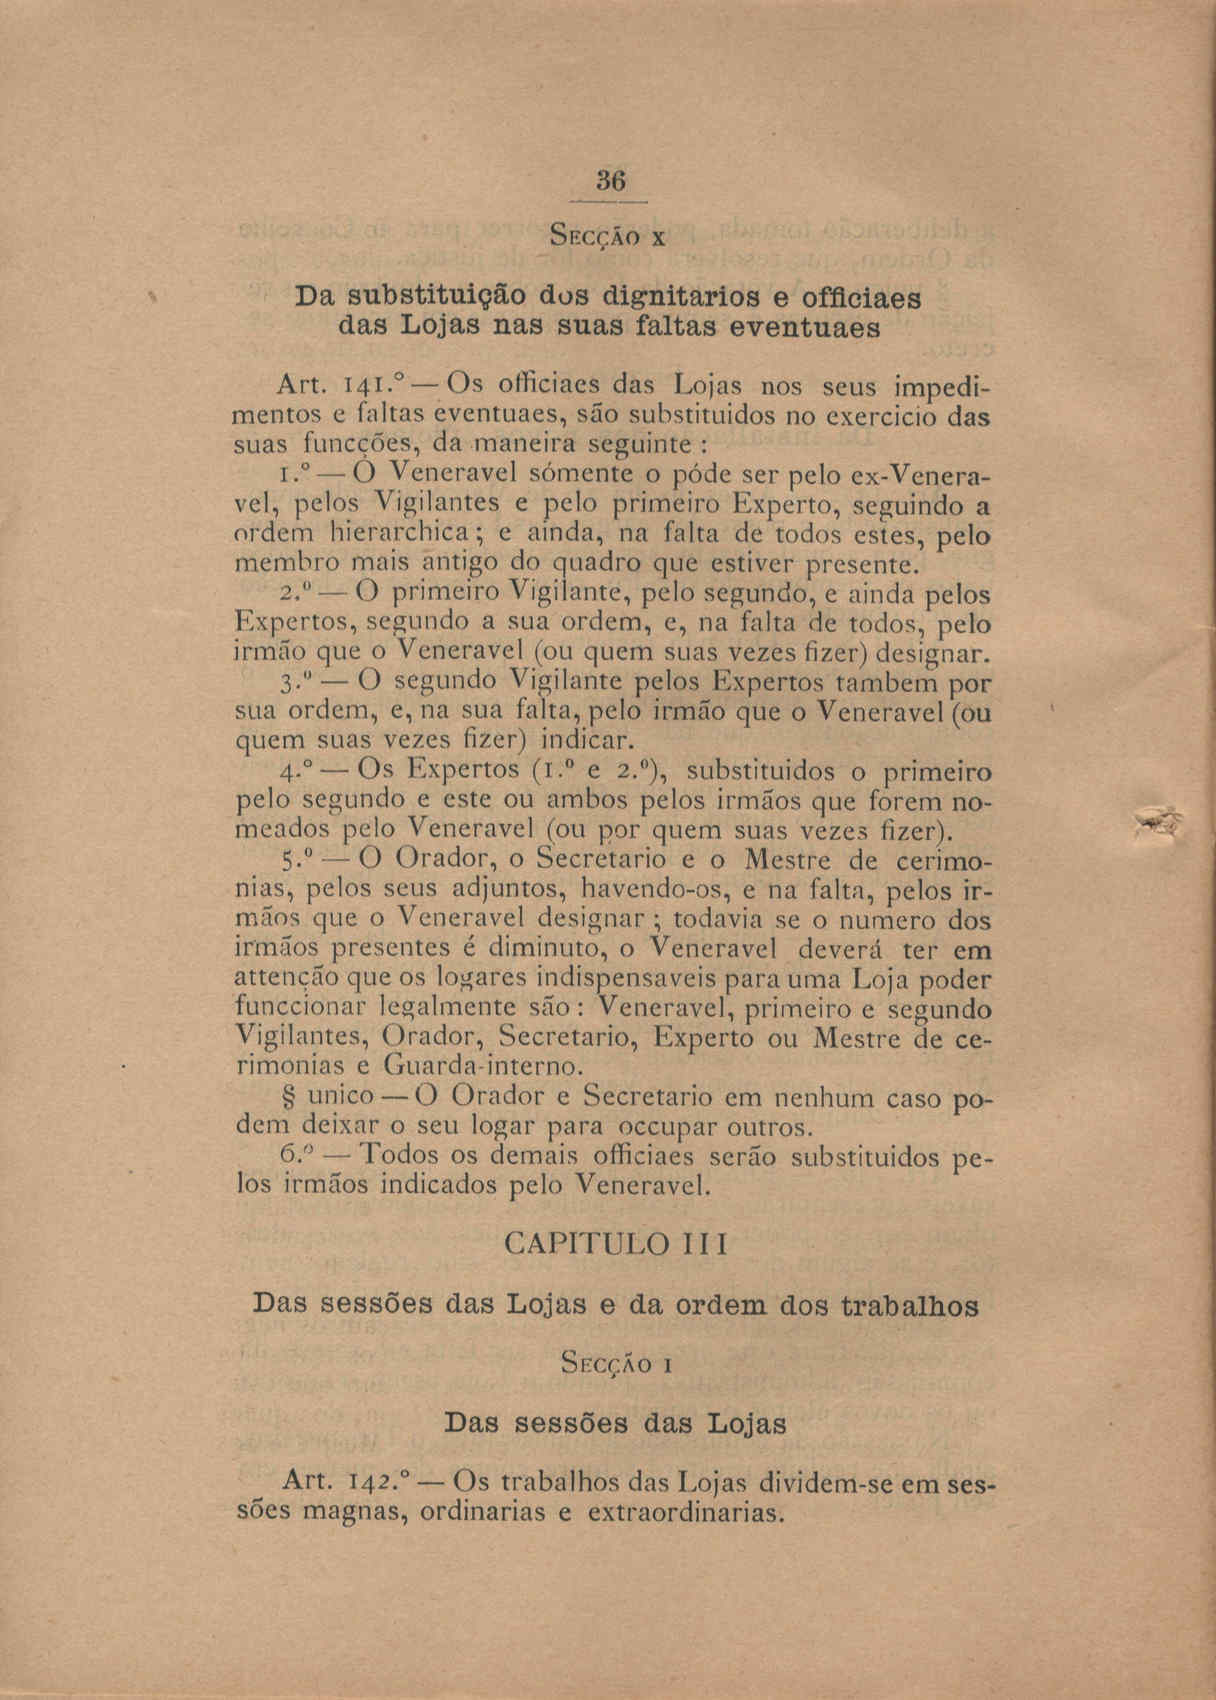 36
Secção x
Da substituição dos dignitarios e officiaes
das Lojas nas suas faltas eventuaes
Art. 141.º — Os officiaes das Lojas nos seus impedi-
mentos e faltas eventuaes, são substituidos no exercicio das
suas funcções, da maneira seguinte :
1.º — O Veneravel sómente o póde ser pelo ex-Venera-
vel, pelos Vigilantes e pelo primeiro Experto, seguindo a
ordem hierarchica ; e ainda, na falta de todos estes, pelo
membro mais antigo do quadro que estiver presente.
2.º — O primeiro Vigilante, pelo segundo, e ainda pelos
Expertos, segundo a sua ordem, e, na falta de todos, pelo
irmão que o Veneravel (ou quem suas vezes fizer) designar.
3.º — O segundo Vigilante pelos Expertos tambem por
sua ordem, e, na sua falta, pelo irmão que o Veneravel (ou
quem suas vezes fizer) indicar.
4.º — Os Expertos (1.º e 2.º), substituidos o primeiro
pelo segundo e este ou ambos pelos irmãos que forem no-
meados pelo Veneravel (ou por quem suas vezes fizer).
5.º — O Orador, o Secretario e o Mestre de cerimo-
nias, pelos seus adjuntos, havendo-os, e na falta, pelos ir-
mãos que o Veneravel designar ; todavia se o numero dos
irmãos presentes é diminuto, o Veneravel deverá ter em
attenção que os logares indispensaveis para uma Loja poder
funccionar legalmente são : Veneravel, primeiro e segundo
Vigilantes, Orador, Secretario, Experto ou Mestre de ce-
rimonias e Guarda-interno.
§ unico — O Orador e Secretario em nenhum caso po-
dem deixar o seu logar para occupar outros.
6.º — Todos os demais officiaes serão substituidos pe-
los irmãos indicados pelo Veneravel.
CAPITULO III
Das sessões das Lojas e da ordem dos trabalhos
Secção i
Das sessões das Lojas
Art. 142.º — Os trabalhos das Lojas dividem-se em ses-
sões magnas, ordinarias e extraordinarias.